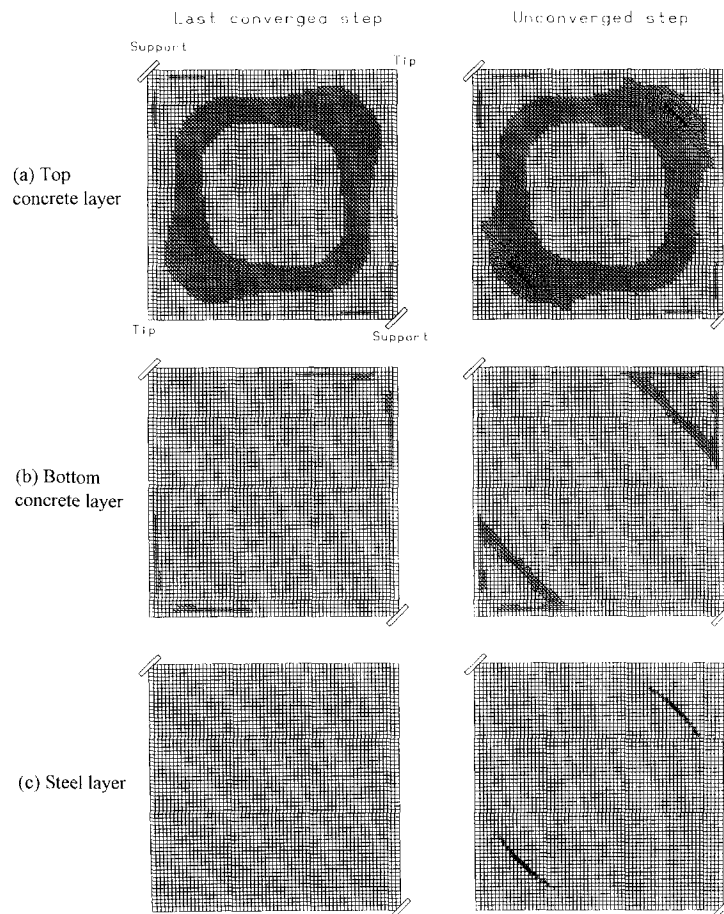 Last converged step
Unconverged step
Support
Tip
(a) Top
concrete layer
Tip
Support
(b) Bottom
concrete layer
(c) Steel layer